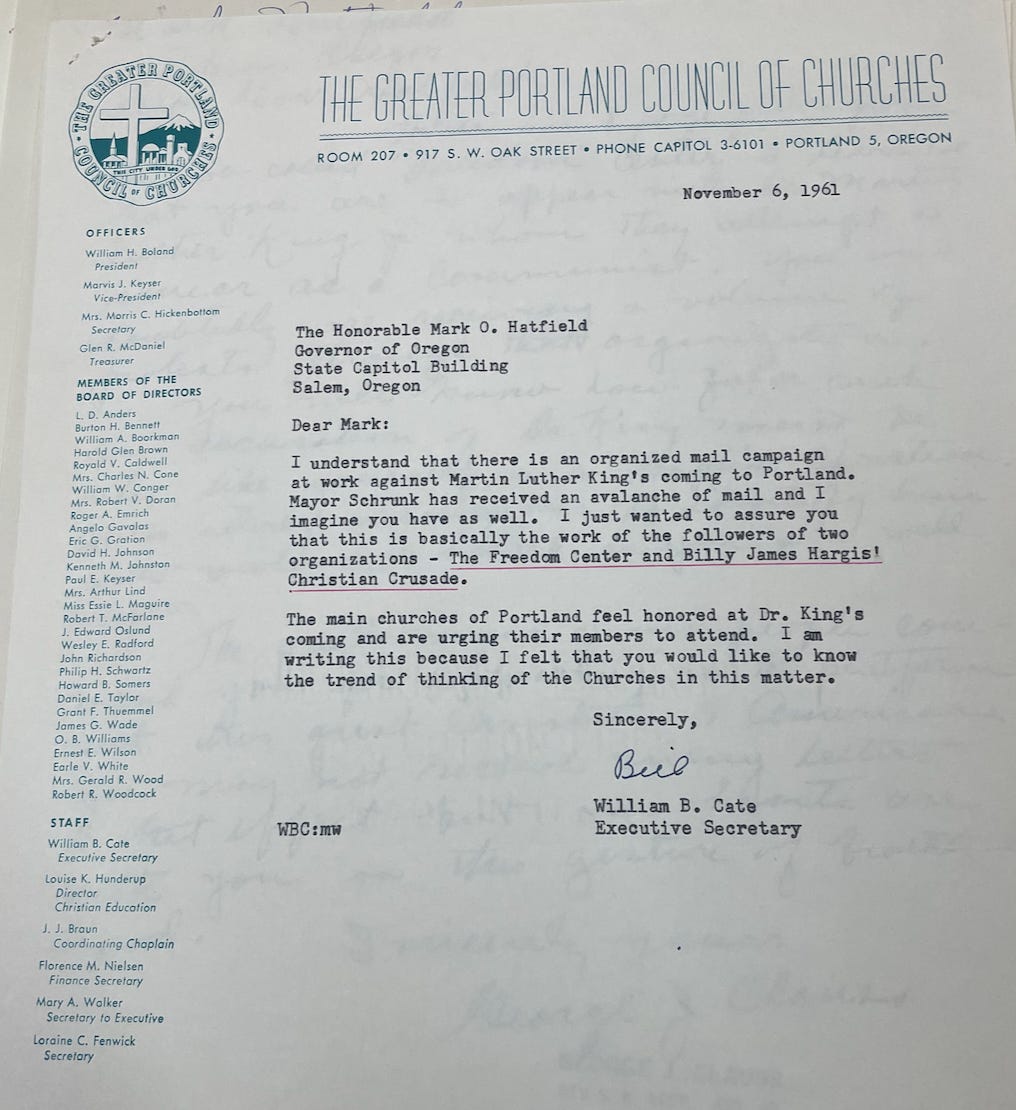 THE GREATER PORTLAND
COUNCIL OF CHURCHES
THIS CITY UNDER GOD
THE GREATER PORTLAND COUNCIL OF CHURCHES
ROOM 207 • 917 S. W. OAK STREET • PHONE CAPITOL 3-6101 • PORTLAND 5, OREGON
November 6, 1961
OFFICERS
William H. Boland
President
Marvis J. Keyser
Vice-President
Mrs. Morris C. Hickenbottom
Secretary
Glen R. McDaniel
Treasurer
MEMBERS OF THE
BOARD OF DIRECTORS
L. D. Anders
Burton H. Bennett
William A. Boorkman
Harold Glen Brown
Royald V. Caldwell
Mrs. Charles N. Cone
William W. Conger
Mrs. Robert V. Doran
Roger A. Emrich
Angelo Gavalas
Eric G. Gration
David H. Johnson
Kenneth M. Johnston
Paul E. Keyser
Mrs. Arthur Lind
Miss Essie L. Maguire
Robert T. McFarlane
J. Edward Oslund
Wesley E. Radford
John Richardson
Philip H. Schwartz
Howard B. Somers
Daniel E. Taylor
Grant F. Thuemmel
James G. Wade
O. B. Williams
Ernest E. Wilson
Earle V. White
Mrs. Gerald R. Wood
Robert R. Woodcock
STAFF
William B. Cate
Executive Secretary
Louise K. Hunderup
Director
Christian Education
J. J. Braun
Coordinating Chaplain
Florence M. Nielsen
Finance Secretary
Mary A. Walker
Secretary to Executive
Loraine C. Fenwick
Secretary
The Honorable Mark O. Hatfield
Governor of Oregon
State Capitol Building
Salem, Oregon
Dear Mark:
I understand that there is an organized mail campaign
at work against Martin Luther King's coming to Portland.
Mayor Schrunk has received an avalanche of mail and I
imagine you have as well. I just wanted to assure you
that this is basically the work of the followers of two
organizations - The Freedom Center and Billy James Hargis'
Christian Crusade.
The main churches of Portland feel honored at Dr. King's
coming and are urging their members to attend. I am
writing this because I felt that you would like to know
the trend of thinking of the Churches in this matter.
Sincerely,
Bill
William B. Cate
Executive Secretary
WBC:mw